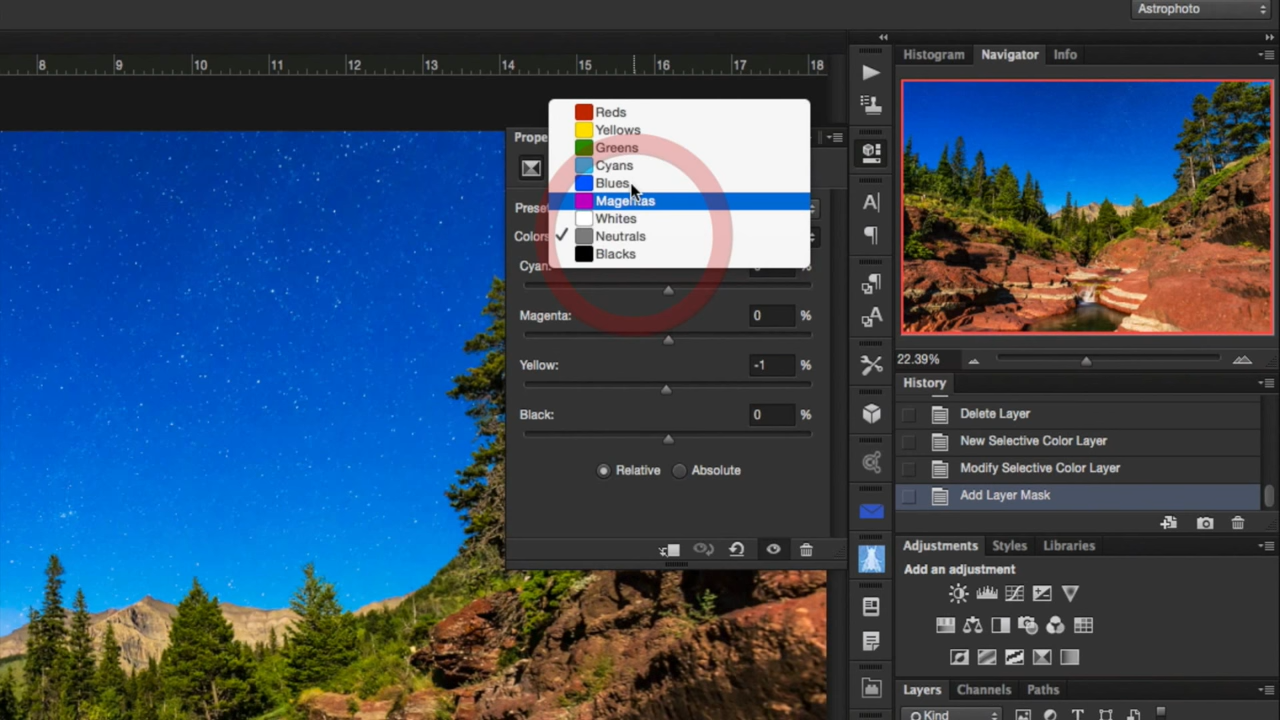 Astrophoto
8 9 10 11 12 13 14 15 16 17 18
Histogram Navigator Info
Reds
Yellows
Greens
Cyans
Blues
Magentas
Whites
Neutrals
Blacks
Prope
Preset
Colors
Cyan:
%
Magenta: 0 %
Yellow: -1 %
Black: 0 %
Relative Absolute
22.39%
History
Delete Layer
New Selective Color Layer
Modify Selective Color Layer
Add Layer Mask
Adjustments Styles Libraries
Add an adjustment
Layers Channels Paths
Kind